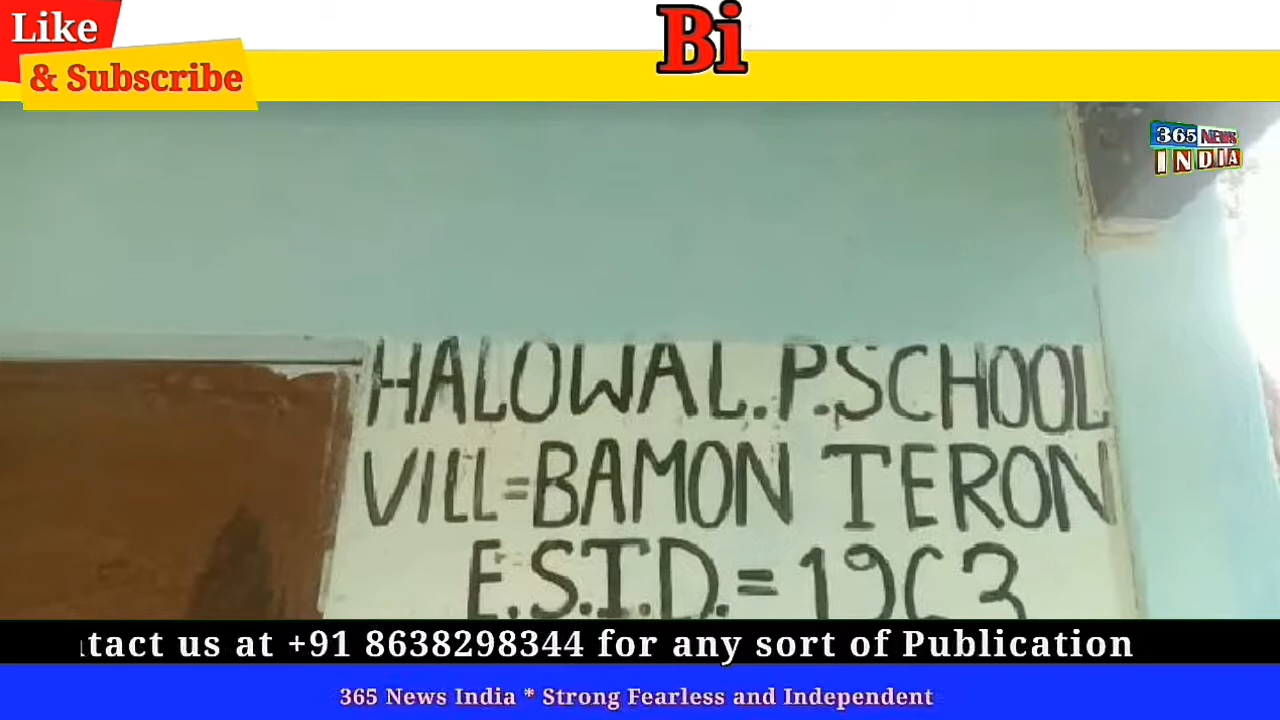 Like
& Subscribe
Bi
365 NEWS
INDIA
HALOWAL.P.SCHOOL
VILL=BAMON TERON
E.S.T.D.= 1963
tact us at +91 8638298344 for any sort of Publication
365 News India * Strong Fearless and Independent